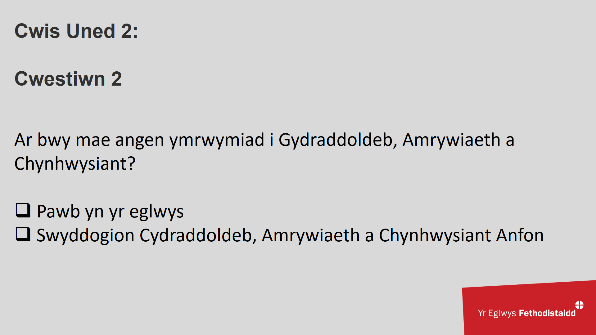 Cwis Uned 2:
Cwestiwn 2
Ar bwy mae angen ymrwymiad i Gydraddoldeb, Amrywiaeth a
Chynhwysiant?
Pawb yn yr eglwys
Swyddogion Cydraddoldeb, Amrywiaeth a Chynhwysiant Anfon
Yr Eglwys Fethodistaidd